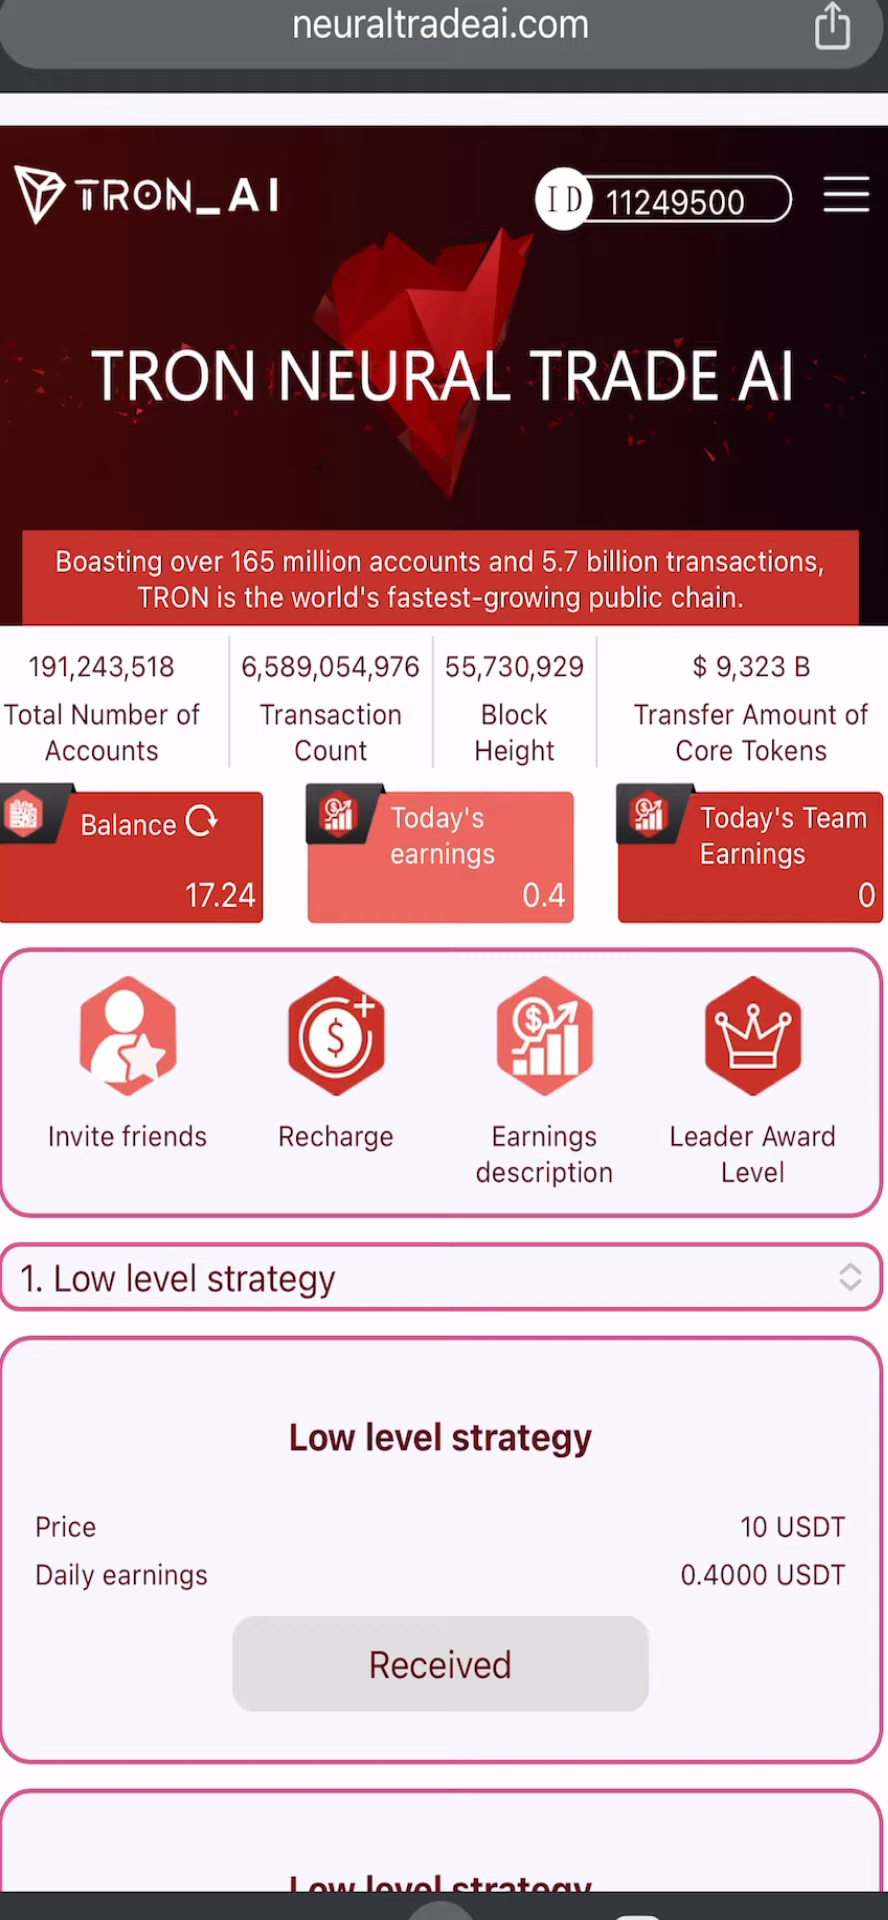 neuraltradeai.com
TRON_AI
ID 11249500
TRON NEURAL TRADE AI
Boasting over 165 million accounts and 5.7 billion transactions,
TRON is the world's fastest-growing public chain.
191,243,518
Total Number of
Accounts
6,589,054,976
Transaction
Count
55,730,929
Block
Height
$ 9,323 B
Transfer Amount of
Core Tokens
Balance
17.24
Today's
earnings
0.4
Today's Team
Earnings
0
Invite friends
Recharge
Earnings
description
Leader Award
Level
1. Low level strategy
Low level strategy
Price 10 USDT
Daily earnings 0.4000 USDT
Received
Low level strategy